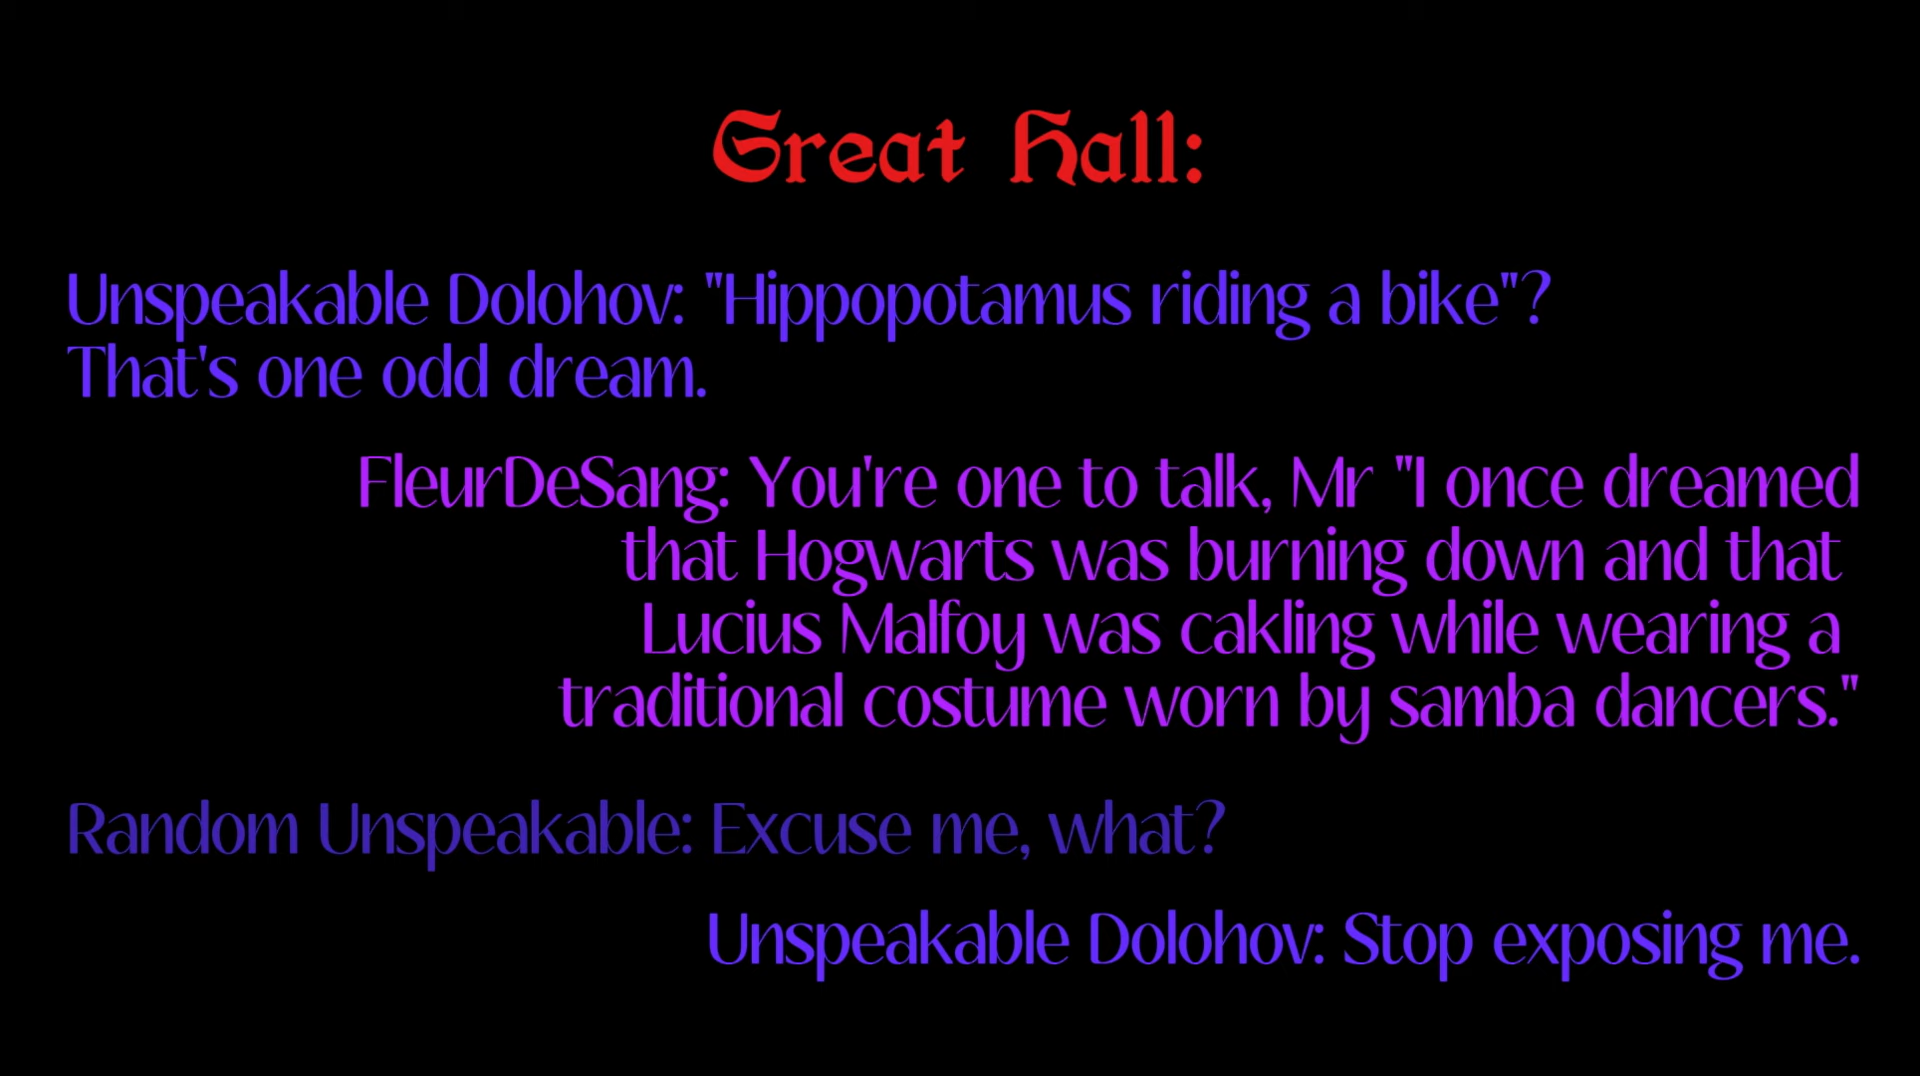 Great Hall:
Unspeakable Dolohov: "Hippopotamus riding a bike"?
That's one odd dream.
FleurDeSang: You're one to talk, Mr "I once dreamed
that Hogwarts was burning down and that
Lucius Malfoy was cakling while wearing a
traditional costume worn by samba dancers."
Random Unspeakable: Excuse me, what?
Unspeakable Dolohov: Stop exposing me.